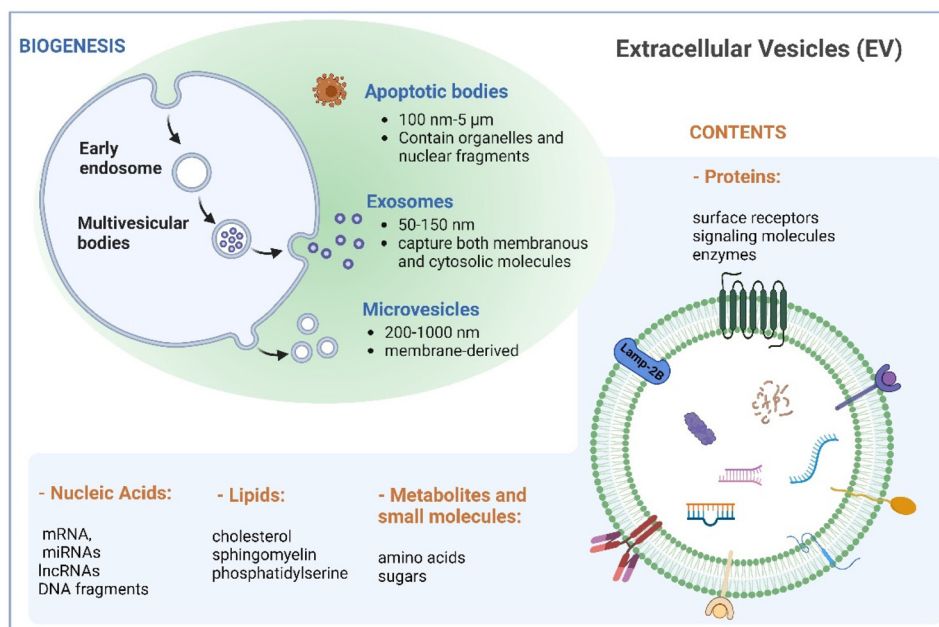 BIOGENESIS
Extracellular Vesicles (EV)
Early
endosome
Multivesicular
bodies
Apoptotic bodies
• 100 nm-5 µm
• Contain organelles and
nuclear fragments
Exosomes
• 50-150 nm
• capture both membranous
and cytosolic molecules
Microvesicles
• 200-1000 nm
• membrane-derived
CONTENTS
- Proteins:
surface receptors
signaling molecules
enzymes
Lamp-2B
- Nucleic Acids:
mRNA,
miRNAs
lncRNAs
DNA fragments
- Lipids:
cholesterol
sphingomyelin
phosphatidylserine
- Metabolites and
small molecules:
amino acids
sugars